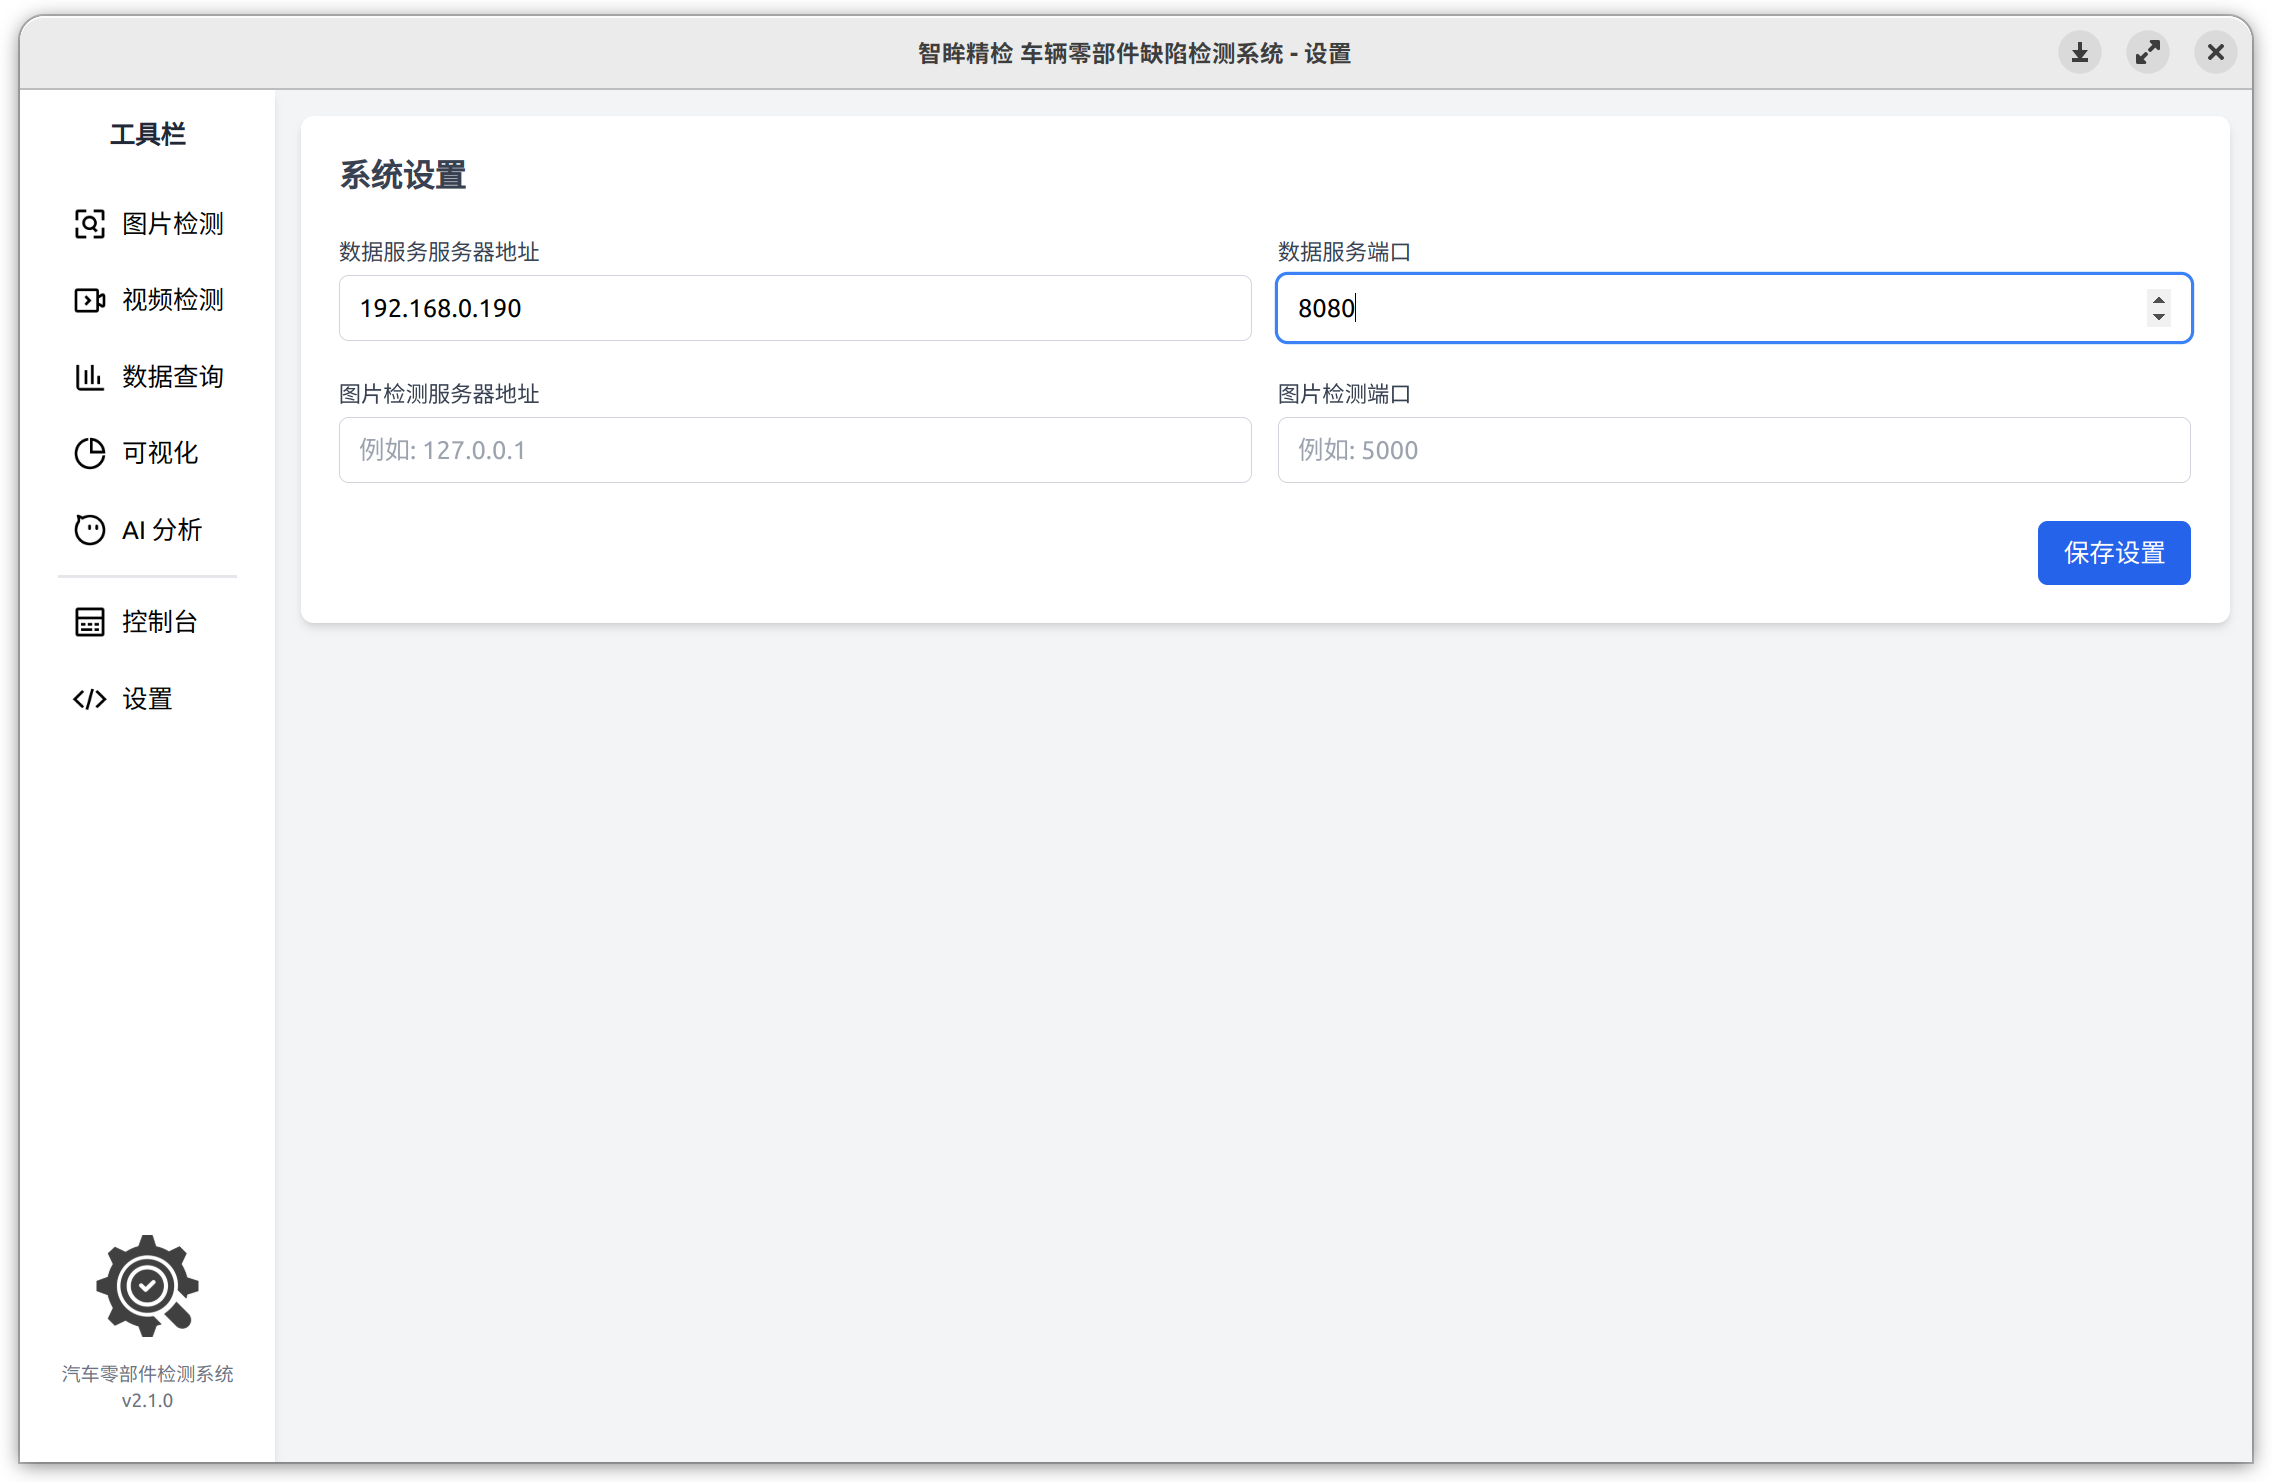 智眸精检 车辆零部件缺陷检测系统 - 设置
工具栏
图片检测
视频检测
数据查询
可视化
AI 分析
控制台
设置
汽车零部件检测系统
v2.1.0
系统设置
数据服务服务器地址
192.168.0.190
数据服务端口
8080
图片检测服务器地址
例如: 127.0.0.1
图片检测端口
例如: 5000
保存设置